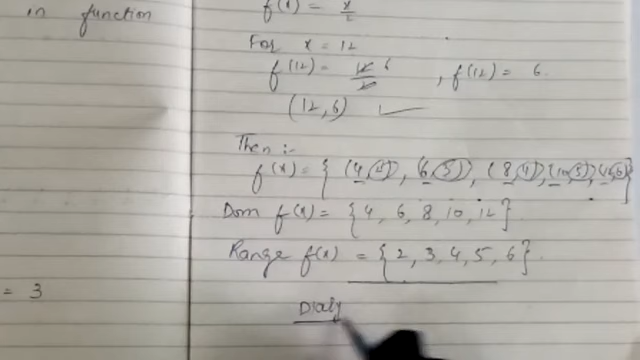 in function
f(x) = x/2
For x = 12
f(12) = 12/2 6 , f(12) = 6
(12, 6)
Then :-
f(x) = { (4, 2), (6, 3), (8, 4), (10, 5), (12, 6) }
Dom f(x) = { 4, 6, 8, 10, 12 }
Range f(x) = { 2, 3, 4, 5, 6 }.
= 3